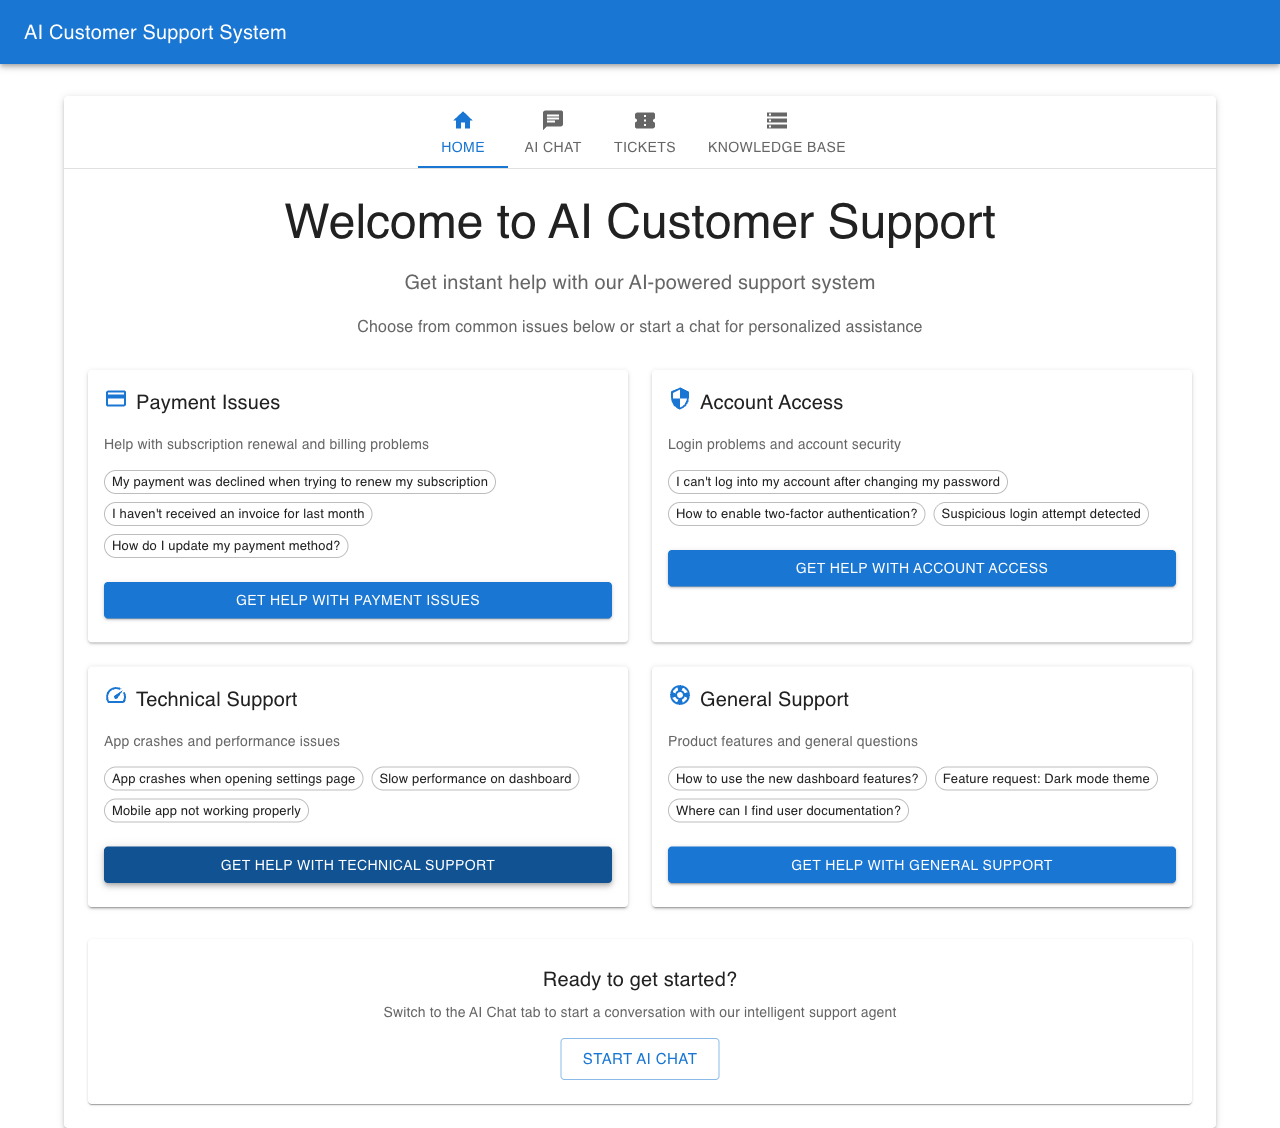 AI Customer Support System
HOME
AI CHAT
TICKETS
KNOWLEDGE BASE
Welcome to AI Customer Support
Get instant help with our AI-powered support system
Choose from common issues below or start a chat for personalized assistance
Payment Issues
Help with subscription renewal and billing problems
My payment was declined when trying to renew my subscription
I haven't received an invoice for last month
How do I update my payment method?
GET HELP WITH PAYMENT ISSUES
Account Access
Login problems and account security
I can't log into my account after changing my password
How to enable two-factor authentication?
Suspicious login attempt detected
GET HELP WITH ACCOUNT ACCESS
Technical Support
App crashes and performance issues
App crashes when opening settings page
Slow performance on dashboard
Mobile app not working properly
GET HELP WITH TECHNICAL SUPPORT
General Support
Product features and general questions
How to use the new dashboard features?
Feature request: Dark mode theme
Where can I find user documentation?
GET HELP WITH GENERAL SUPPORT
Ready to get started?
Switch to the AI Chat tab to start a conversation with our intelligent support agent
START AI CHAT